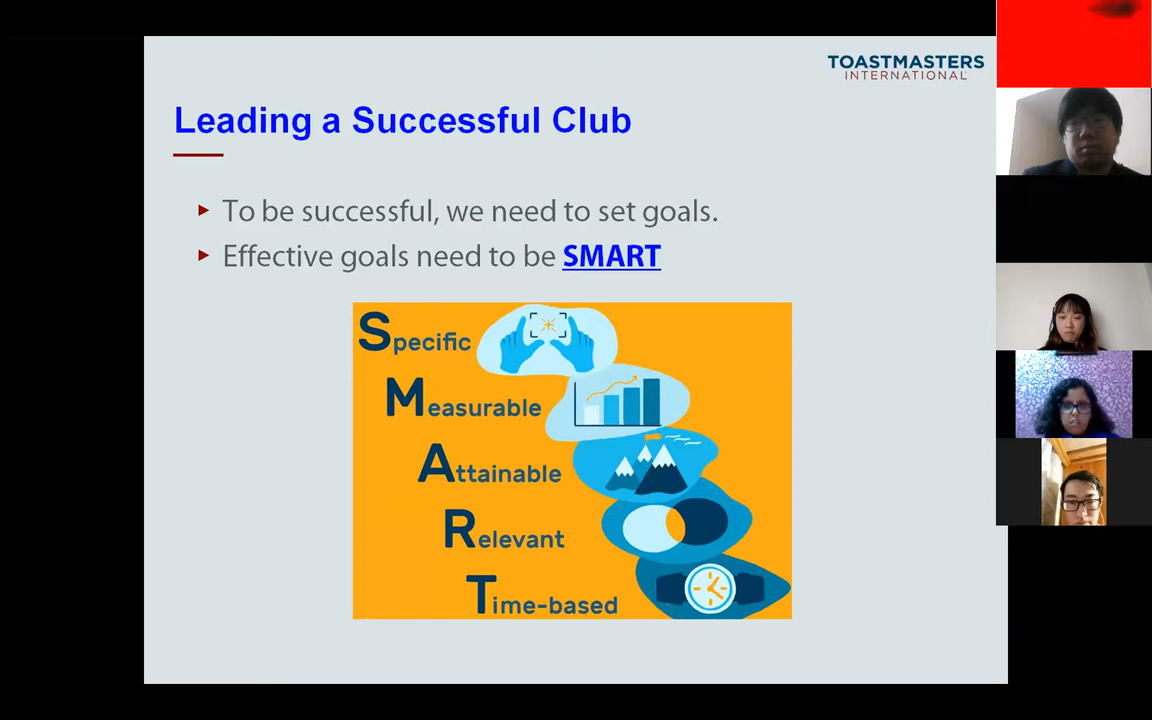 TOASTMASTERS
INTERNATIONAL
Leading a Successful Club
To be successful, we need to set goals.
Effective goals need to be SMART
Specific
Measurable
Attainable
Relevant
Time-based